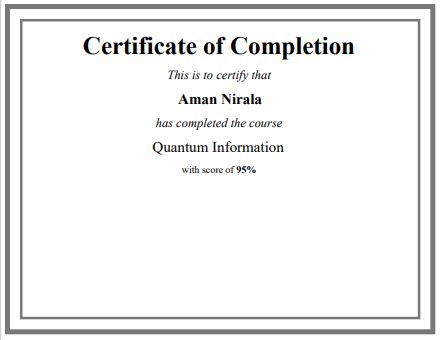 Certificate of Completion
This is to certify that
Aman Nirala
has completed the course
Quantum Information
with score of 95%